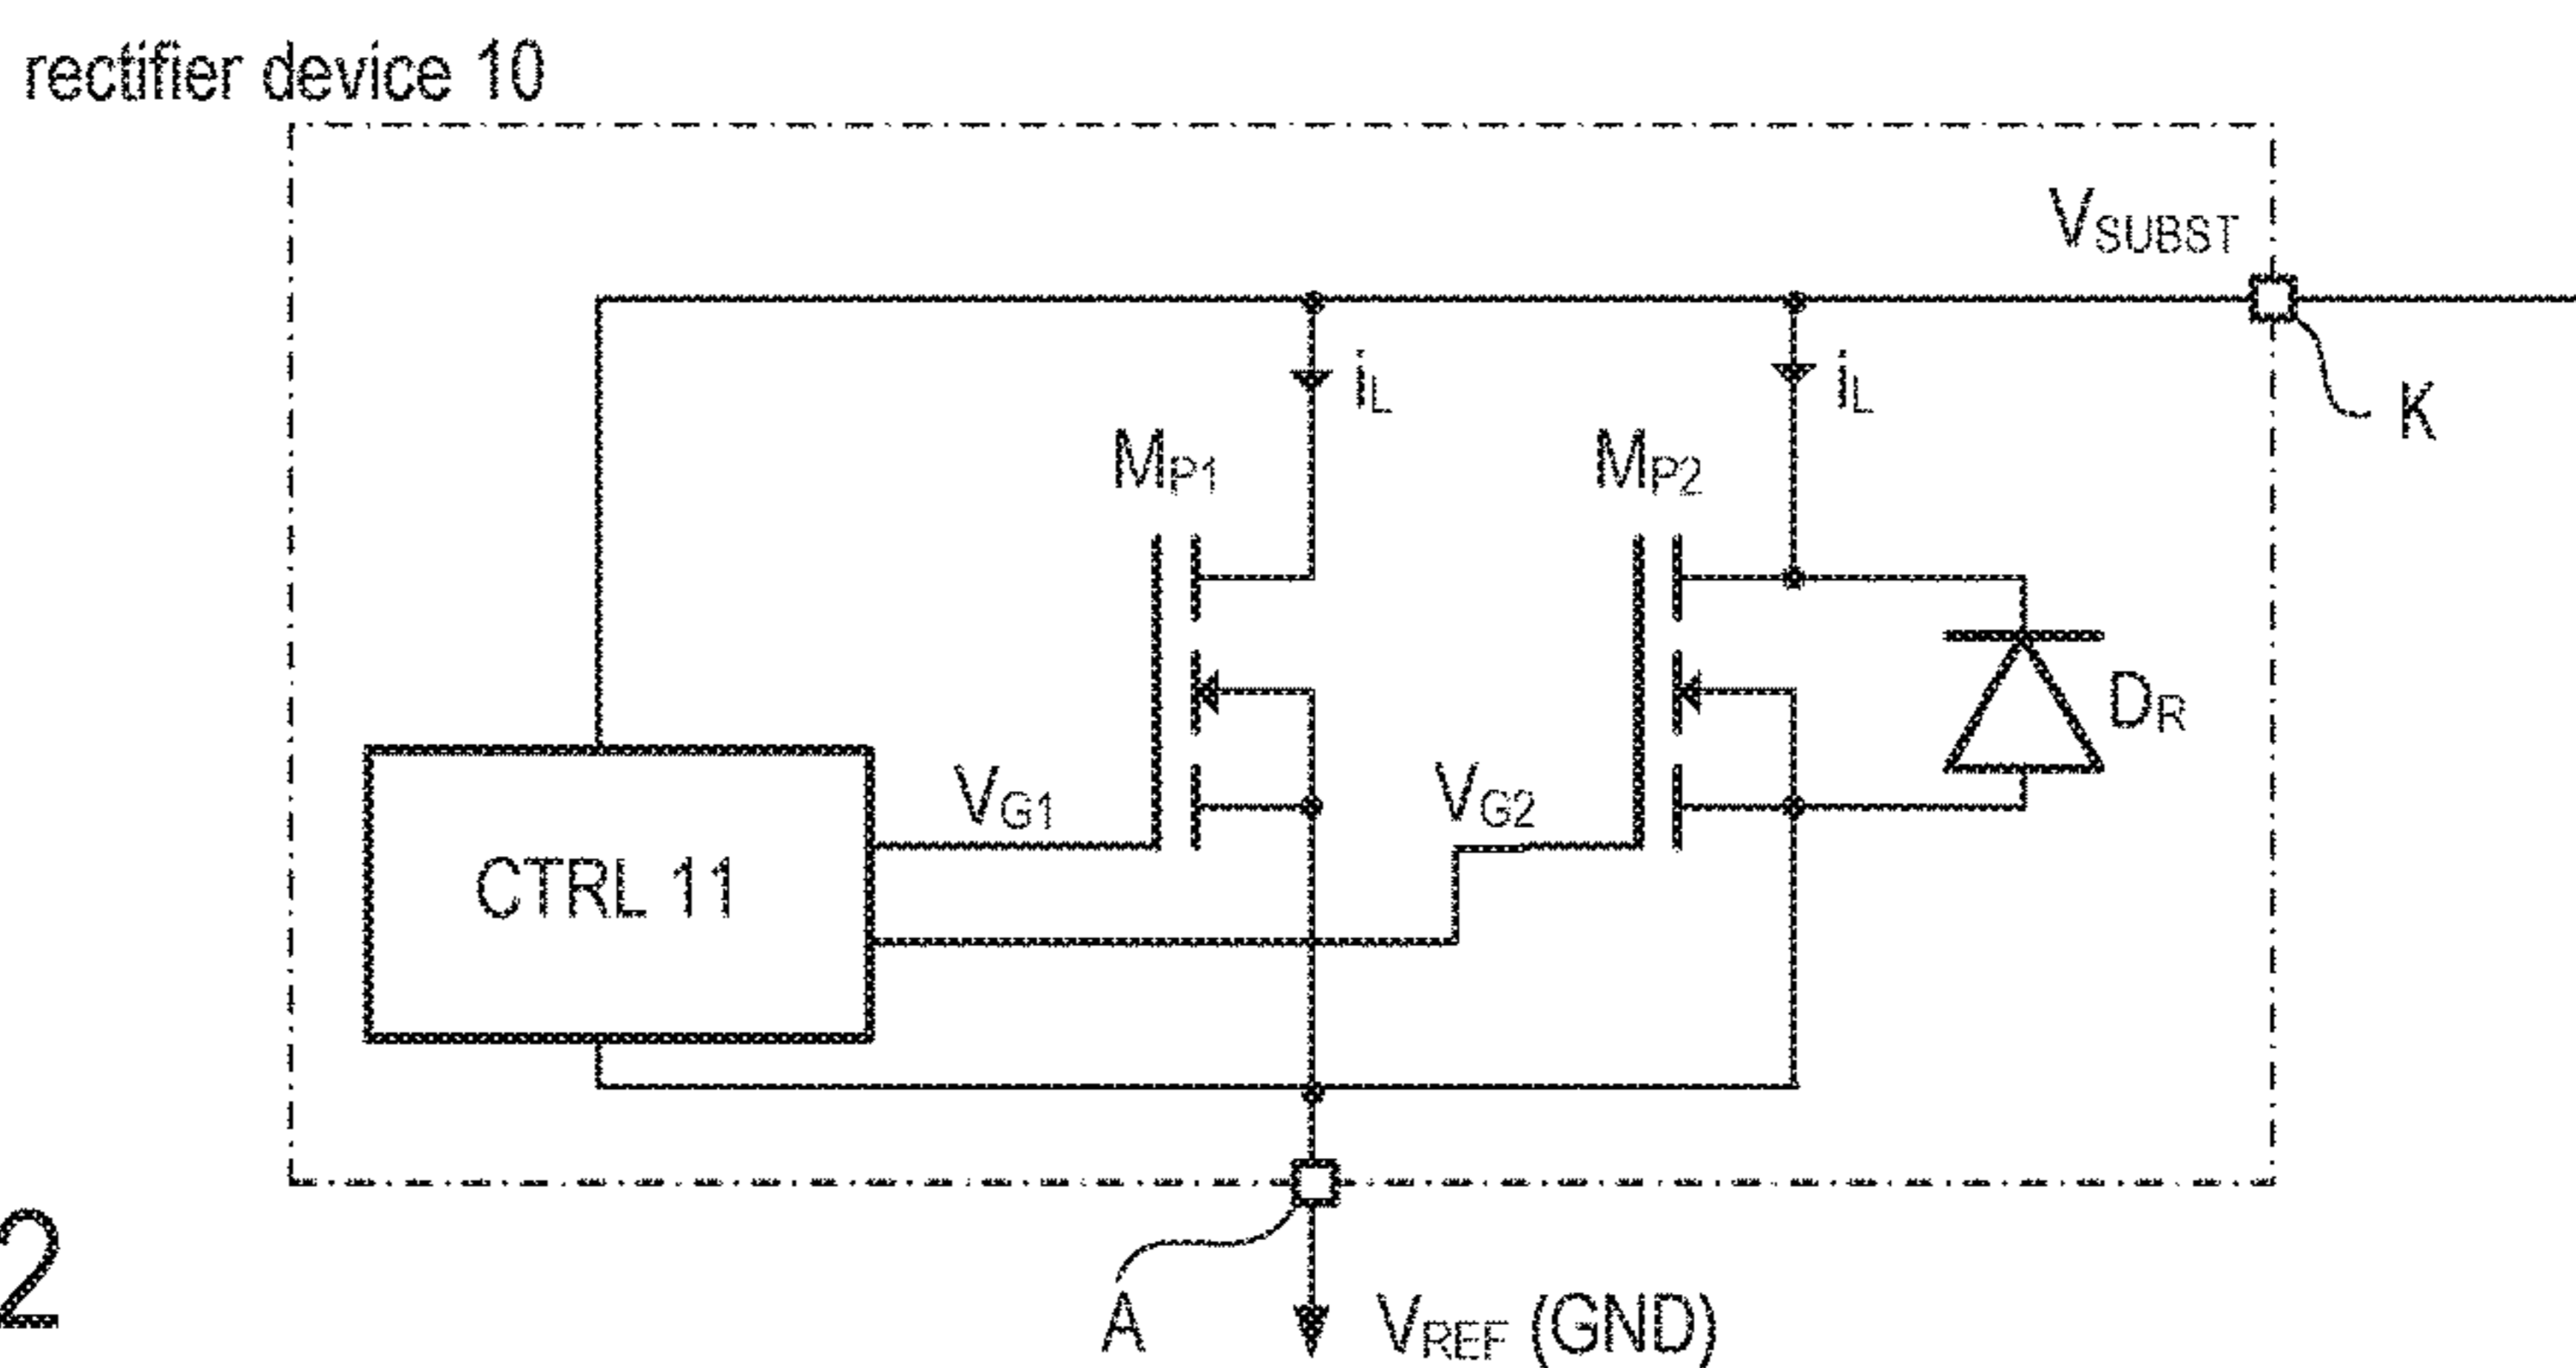 rectifier device 10
VSUBST
iL
iL
K
MP1
MP2
DR
VG1
VG2
CTRL 11
2
A
VREF (GND)